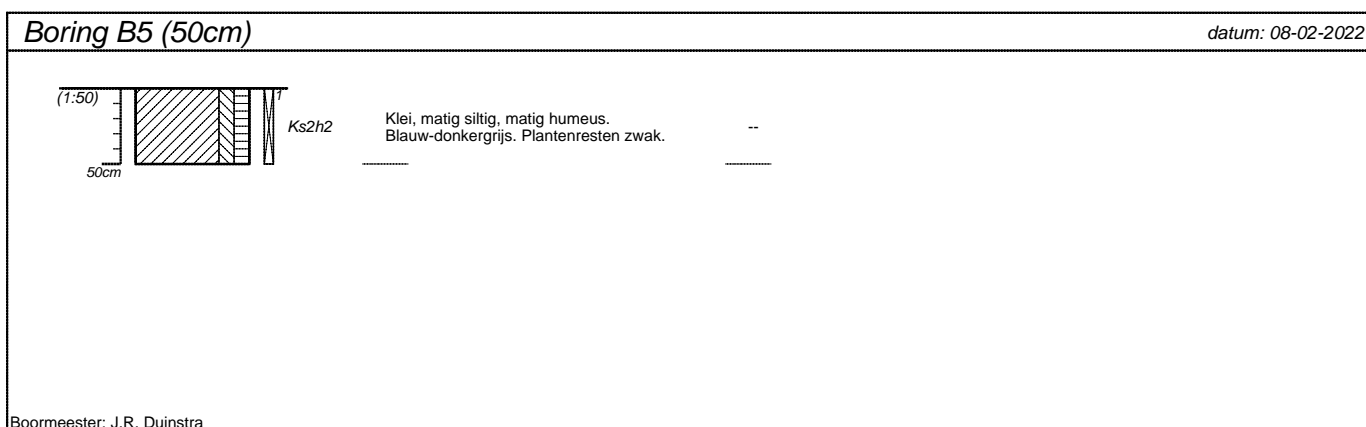 Boring B5 (50cm)
datum: 08-02-2022
(1:50)
1
Ks2h2
Klei, matig siltig, matig humeus.
Blauw-donkergrijs. Plantenresten zwak.
--
50cm
Boormeester: J.R. Duinstra